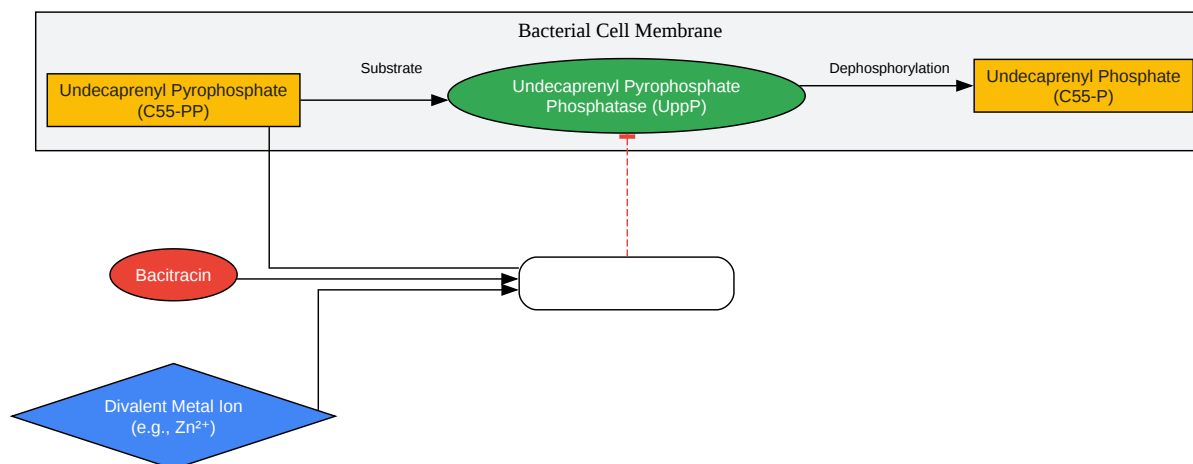 Bacterial Cell Membrane
Substrate
Dephosphorylation
Undecaprenyl Pyrophosphate
(C55-PP)
Undecaprenyl Pyrophosphate
Phosphatase (UppP)
Undecaprenyl Phosphate
(C55-P)
Bacitracin
Divalent Metal Ion
(e.g., Zn²⁺)